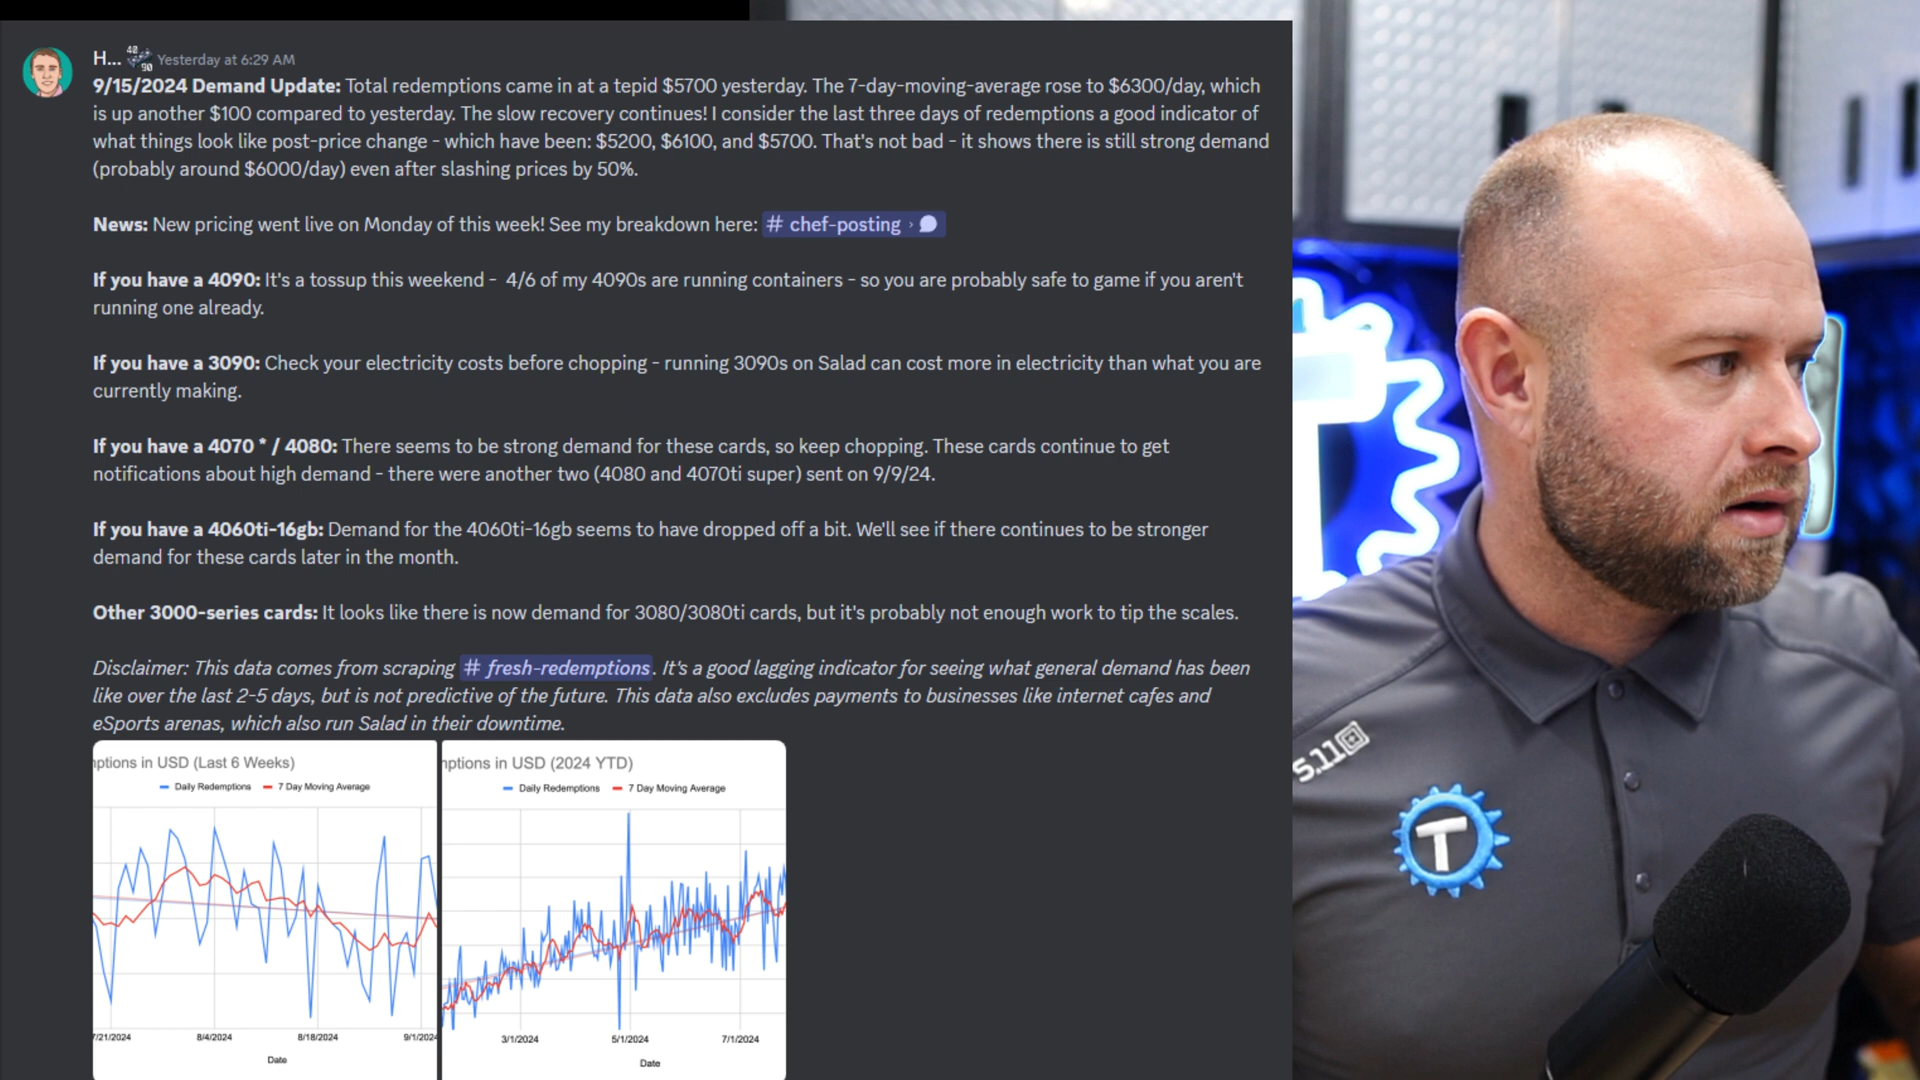 H... 40 90 Yesterday at 6:29 AM
9/15/2024 Demand Update: Total redemptions came in at a tepid $5700 yesterday. The 7-day-moving-average rose to $6300/day, which
is up another $100 compared to yesterday. The slow recovery continues! I consider the last three days of redemptions a good indicator of
what things look like post-price change - which have been: $5200, $6100, and $5700. That's not bad - it shows there is still strong demand
(probably around $6000/day) even after slashing prices by 50%.
News: New pricing went live on Monday of this week! See my breakdown here: # chef-posting ›
If you have a 4090: It's a tossup this weekend - 4/6 of my 4090s are running containers - so you are probably safe to game if you aren't
running one already.
If you have a 3090: Check your electricity costs before chopping - running 3090s on Salad can cost more in electricity than what you are
currently making.
If you have a 4070 * / 4080: There seems to be strong demand for these cards, so keep chopping. These cards continue to get
notifications about high demand - there were another two (4080 and 4070ti super) sent on 9/9/24.
If you have a 4060ti-16gb: Demand for the 4060ti-16gb seems to have dropped off a bit. We'll see if there continues to be stronger
demand for these cards later in the month.
Other 3000-series cards: It looks like there is now demand for 3080/3080ti cards, but it's probably not enough work to tip the scales.
Disclaimer: This data comes from scraping # fresh-redemptions. It's a good lagging indicator for seeing what general demand has been
like over the last 2-5 days, but is not predictive of the future. This data also excludes payments to businesses like internet cafes and
eSports arenas, which also run Salad in their downtime.
mptions in USD (Last 6 Weeks)
Daily Redemptions 7 Day Moving Average
7/21/2024 8/4/2024 8/18/2024 9/1/2024
Date
mptions in USD (2024 YTD)
Daily Redemptions 7 Day Moving Average
3/1/2024 5/1/2024 7/1/2024
Date
5.11
T